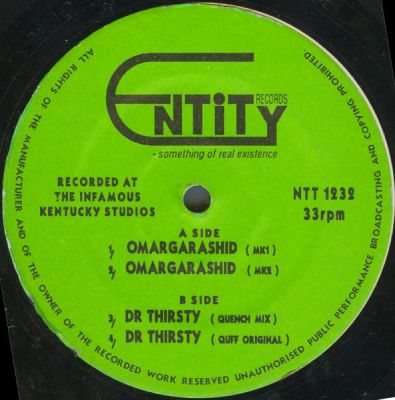 ENTITY
RECORDS
- something of real existence
RECORDED AT
THE INFAMOUS
KENTUCKY STUDIOS
NTT 1232
33rpm
A SIDE
1, OMARGARASHID ( MK1 )
2, OMARGARASHID ( MK2 )
B SIDE
3, DR THIRSTY ( QUENCH MIX )
4, DR THIRSTY ( QUFF ORIGINAL )
ALL RIGHTS OF THE MANUFACTURER AND OF THE OWNER OF THE RECORDED WORK RESERVED UNAUTHORISED PUBLIC PERFORMANCE BROADCASTING AND COPYING PROHIBITED.